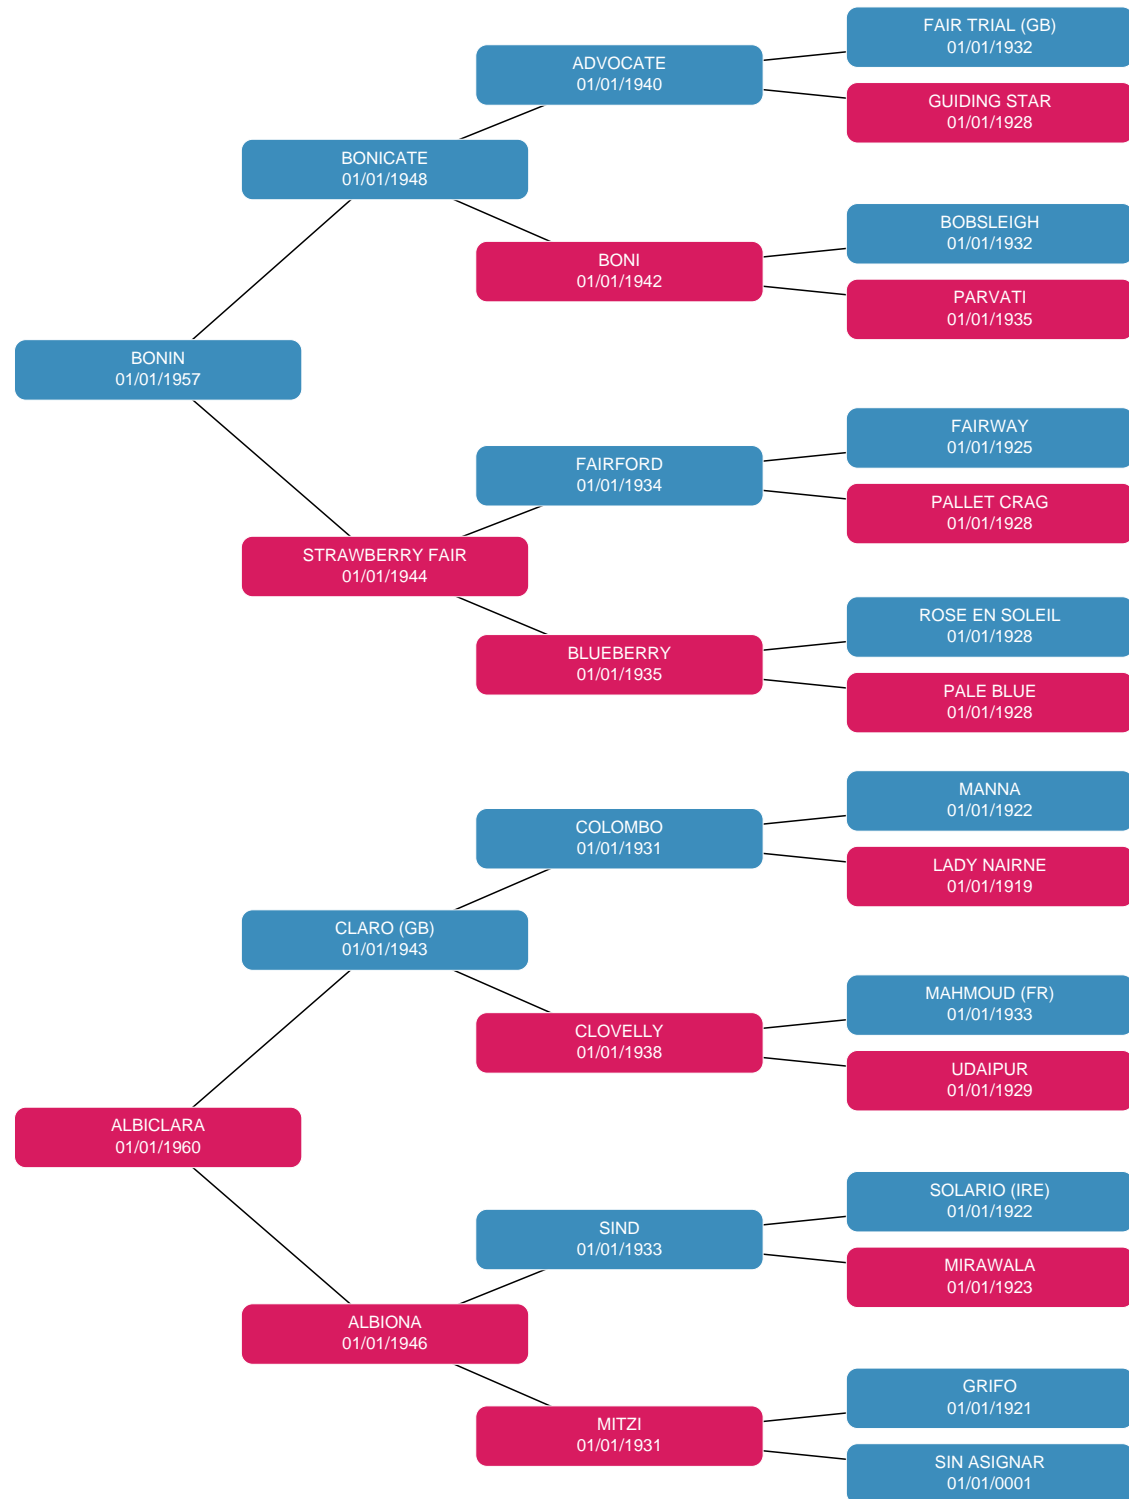 FAIR TRIAL (GB)
01/01/1932
ADVOCATE
01/01/1940
GUIDING STAR
01/01/1928
BONICATE
01/01/1948
BOBSLEIGH
01/01/1932
BONI
01/01/1942
PARVATI
01/01/1935
BONIN
01/01/1957
FAIRWAY
01/01/1925
FAIRFORD
01/01/1934
PALLET CRAG
01/01/1928
STRAWBERRY FAIR
01/01/1944
ROSE EN SOLEIL
01/01/1928
BLUEBERRY
01/01/1935
PALE BLUE
01/01/1928
MANNA
01/01/1922
COLOMBO
01/01/1931
LADY NAIRNE
01/01/1919
CLARO (GB)
01/01/1943
MAHMOUD (FR)
01/01/1933
CLOVELLY
01/01/1938
UDAIPUR
01/01/1929
ALBICLARA
01/01/1960
SOLARIO (IRE)
01/01/1922
SIND
01/01/1933
MIRAWALA
01/01/1923
ALBIONA
01/01/1946
GRIFO
01/01/1921
MITZI
01/01/1931
SIN ASIGNAR
01/01/0001